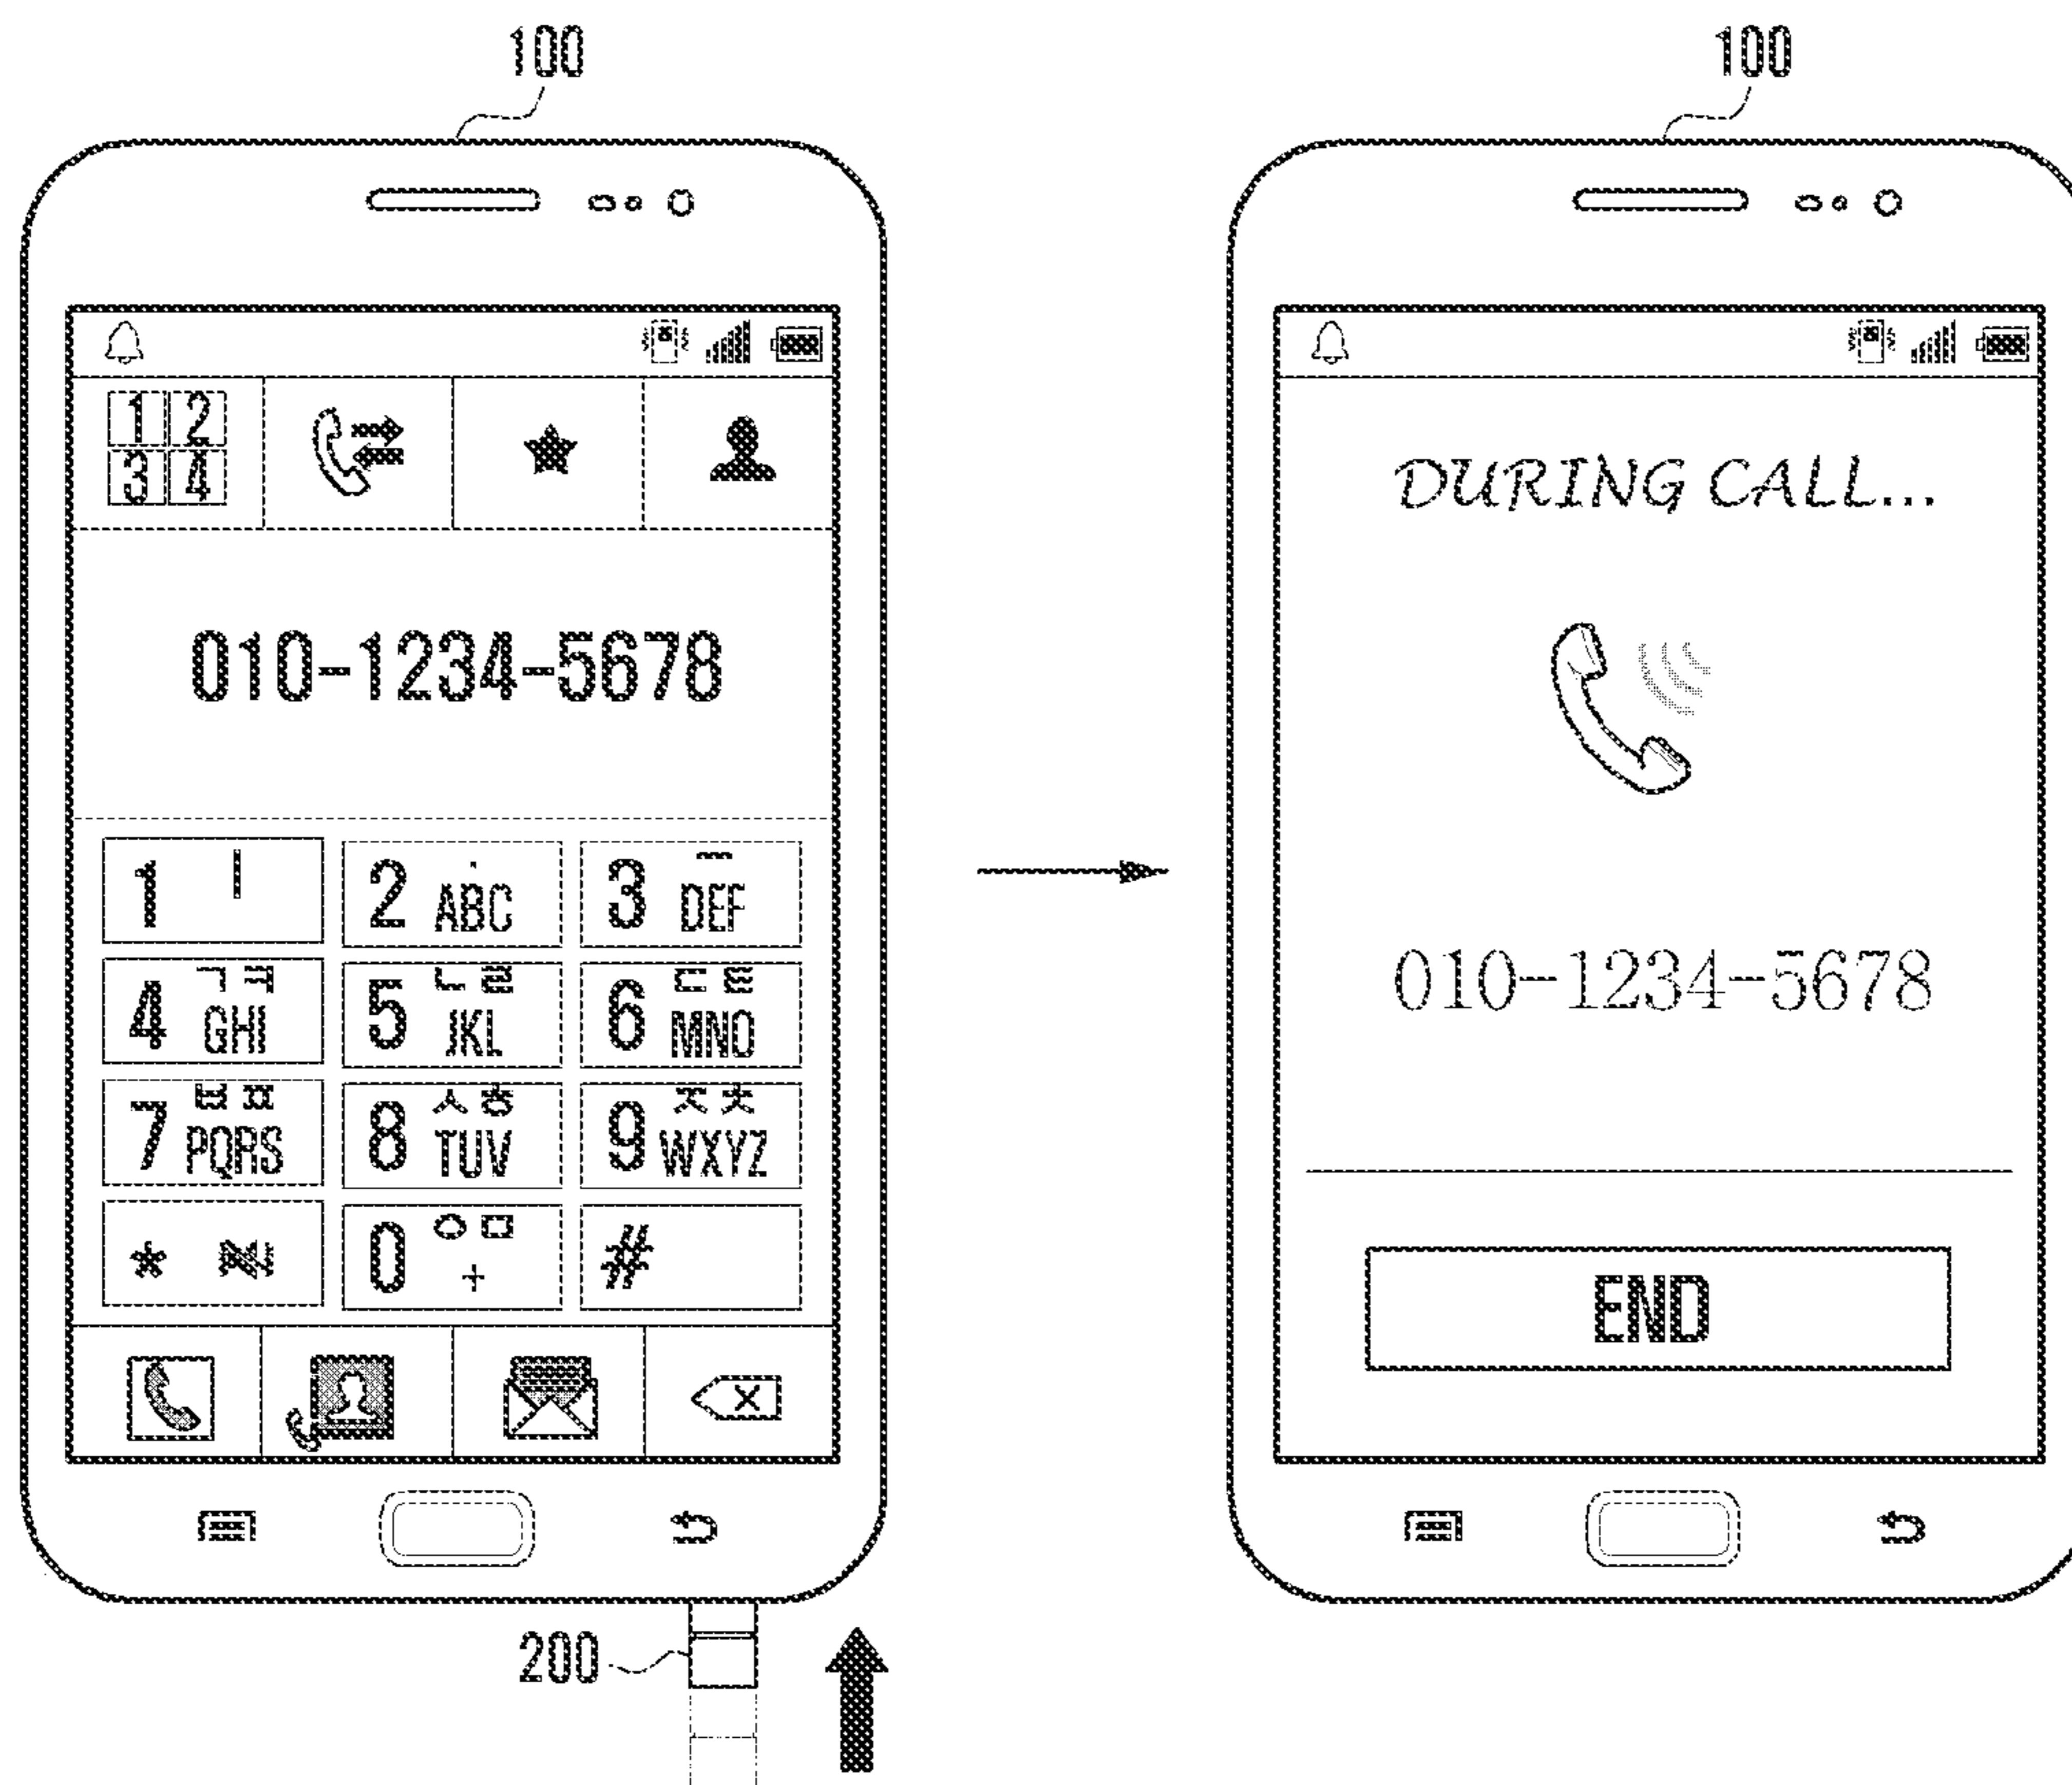 100
1 2
3 4
010-1234-5678
1 ㅣ
2 · ABC
3 ㅡ DEF
4 ㄱㅋ GHI
5 ㄴㄹ JKL
6 ㄷㅌ MNO
7 ㅂㅍ PQRS
8 ㅅㅎ TUV
9 ㅈㅊ WXYZ
*
0 ㅇㅁ +
#
200
100
DURING CALL...
010-1234-5678
END